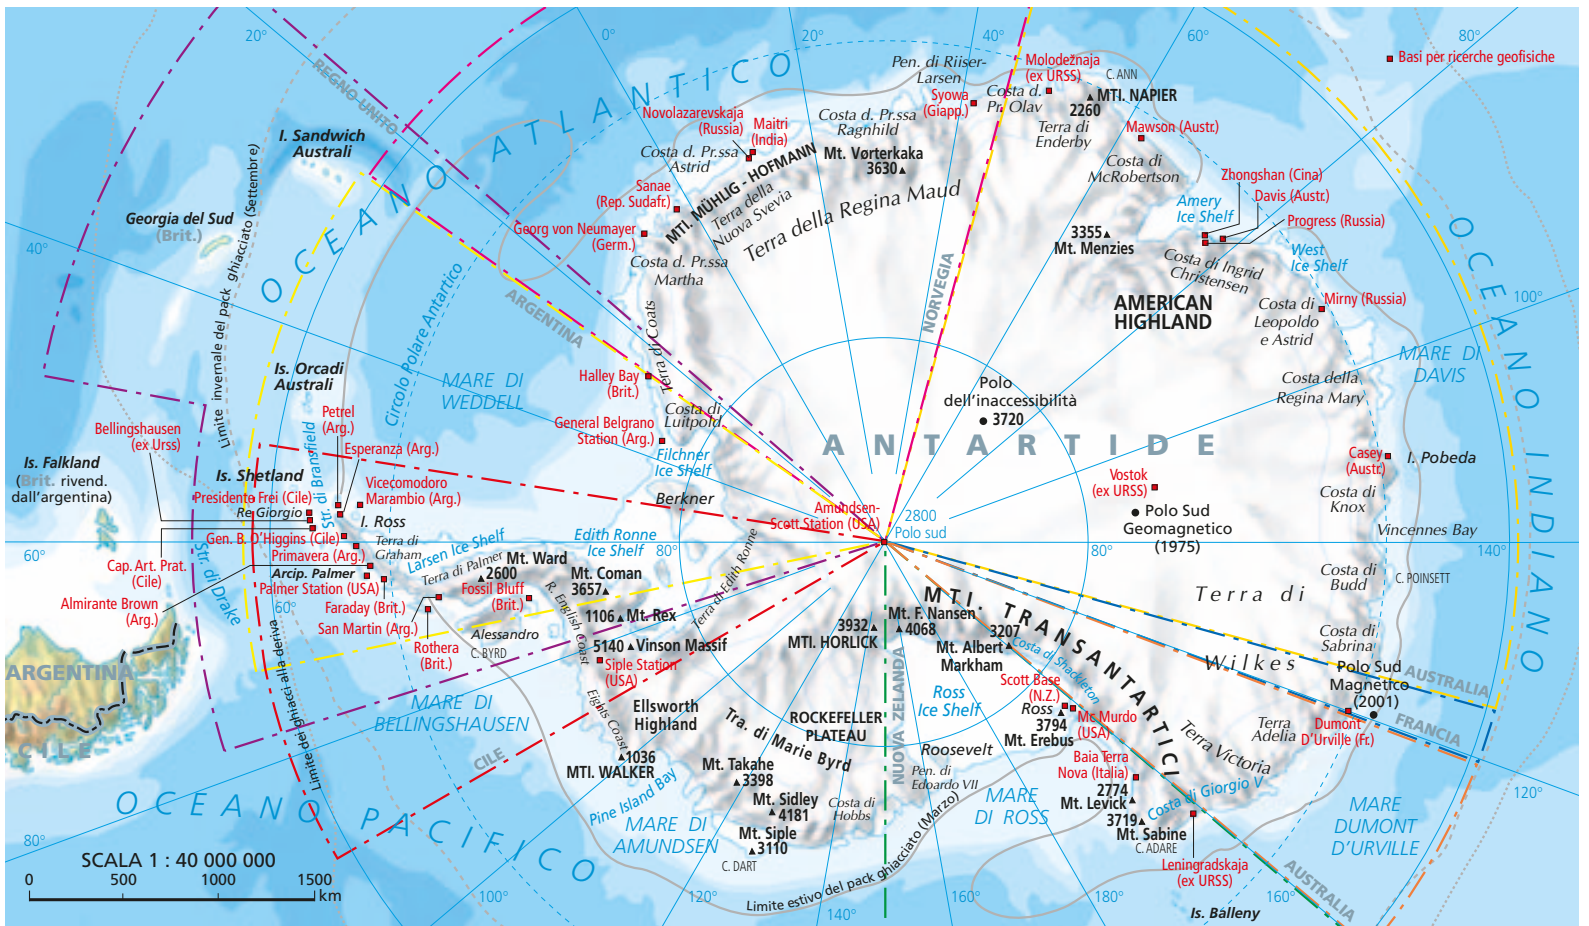 20°
0°
20°
40°
60°
80°
Basi per ricerche geofisiche
REGNO UNITO
OCEANO ATLANTICO
Pen. di Riiser-
Larsen
Molodežnaja
(ex URSS)
C. ANN
Syowa
(Giapp.)
Costa d.
Pr. Olav
MTI. NAPIER
2260
Novolazarevskaja
(Russia)
Maitri
(India)
Costa d. Pr.ssa
Ragnhild
Terra di
Enderby
Mawson (Austr.)
I. Sandwich
Australi
Costa d. Pr.ssa
Astrid
Mt. Vørterkaka
3630
Costa di
McRobertson
Zhongshan (Cina)
Davis (Austr.)
Progress (Russia)
Sanae
(Rep. Sudafr.)
MTI. MÜHLIG - HOFMANN
Terra della
Nuova Svevia
Terra della Regina Maud
Amery
Ice Shelf
Georgia del Sud
(Brit.)
Georg von Neumayer
(Germ.)
3355
Mt. Menzies
West
Ice Shelf
OCEANO INDIANO
40°
Costa d. Pr.ssa
Martha
Costa di Ingrid
Christensen
Limite invernale del pack ghiacciato (Settembre)
Circolo Polare Antartico
ARGENTINA
NORVEGIA
AMERICAN
HIGHLAND
Costa di
Leopoldo
e Astrid
Mirny (Russia)
100°
Terra di Coats
MARE DI
DAVIS
Is. Orcadi
Australi
MARE DI
WEDDELL
Halley Bay
(Brit.)
Polo
dell'inaccessibilità
3720
Costa della
Regina Mary
Bellingshausen
(ex Urss)
Petrel
(Arg.)
Costa di
Luitpold
General Belgrano
Station (Arg.)
Filchner
Ice Shelf
ANTARTIDE
Esperanza (Arg.)
Casey
(Austr.)
I. Pobeda
Is. Falkland
(Brit. rivend.
dall'argentina)
Is. Shetland
Str. di Bransfield
Vicecomodoro
Marambio (Arg.)
Berkner
Vostok
(ex URSS)
Presidente Frei (Cile)
Re Giorgio
I. Ross
Amundsen-
Scott Station (USA)
2800
Polo sud
Polo Sud
Geomagnetico
(1975)
Costa di
Knox
Vincennes Bay
Gen. B. O'Higgins (Cile)
Primavera (Arg.)
Terra di
Graham
Larsen Ice Shelf
Edith Ronne
Ice Shelf
60°
80°
80°
140°
Str. di Drake
Cap. Art. Prat.
(Cile)
Arcip. Palmer
Palmer Station (USA)
Terra di Palmer
Mt. Ward
2600
Mt. Coman
3657
Costa di
Budd
C. POINSETT
Almirante Brown
(Arg.)
60°
Faraday (Brit.)
San Martin (Arg.)
Fossil Bluff
(Brit.)
R. English Coast
1106
Mt. Rex
Terra di Edith Ronne
3932
MTI. HORLICK
Mt. F. Nansen
4068
MTI. TRANSANTARTICI
Terra di
Wilkes
Costa di
Sabrina
Rothera
(Brit.)
Alessandro
C. BYRD
5140
Vinson Massif
Siple Station
(USA)
3207
Mt. Albert
Markham
Costa di Shackleton
Polo Sud
Magnetico
(2001)
AUSTRALIA
ARGENTINA
CILE
Limite dei ghiacci alla deriva
MARE DI
BELLINGSHAUSEN
Eights Coast
Ellsworth
Highland
ROCKEFELLER
PLATEAU
NUOVA ZELANDA
Ross
Ice Shelf
Scott Base
(N.Z.)
Ross
3794
Mt. Erebus
Mc Murdo
(USA)
Terra
Adelia
Dumont
D'Urville (Fr.)
FRANCIA
CILE
1036
MTI. WALKER
Tra. di Marie Byrd
Mt. Takahe
3398
Roosevelt
Pen. di
Edoardo VII
Baia Terra
Nova (Italia)
Terra Victoria
120°
OCEANO PACIFICO
Pine Island Bay
MARE DI
AMUNDSEN
Mt. Sidley
4181
Costa di
Hobbs
MARE
DI ROSS
2774
Mt. Levick
3719
Mt. Sabine
C. ADARE
Costa di Giorgio V
MARE
DUMONT
D'URVILLE
80°
Mt. Siple
3110
C. DART
Limite estivo del pack ghiacciato (Marzo)
Leningradskaja
(ex URSS)
AUSTRALIA
SCALA 1 : 40 000 000
0
500
1000
1500
km
100°
120°
140°
160°
180°
160°
Is. Balleny